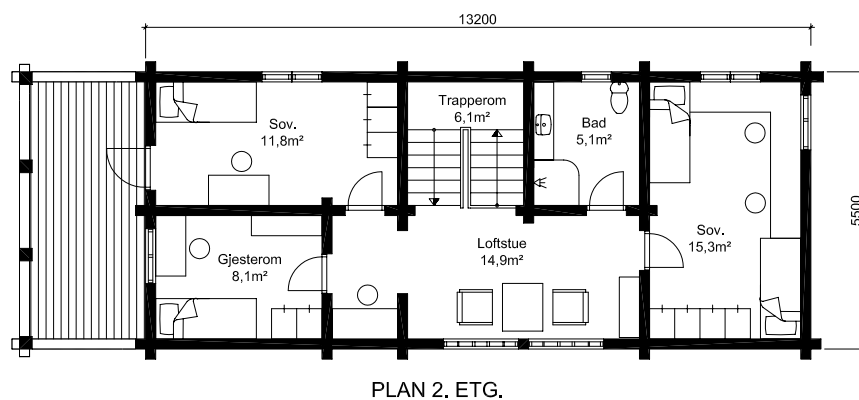 13200
Trapperom
6,1m²
Sov.
11,8m²
Bad
5,1m²
5500
Gjesterom
8,1m²
Loftstue
14,9m²
Sov.
15,3m²
PLAN 2. ETG.